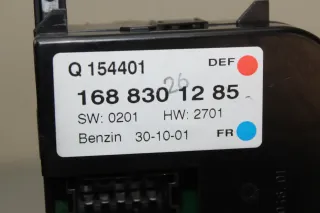 Q 154401 DEF
26
168 830 12 85
SW: 0201 HW: 2701
Benzin 30-10-01 FR